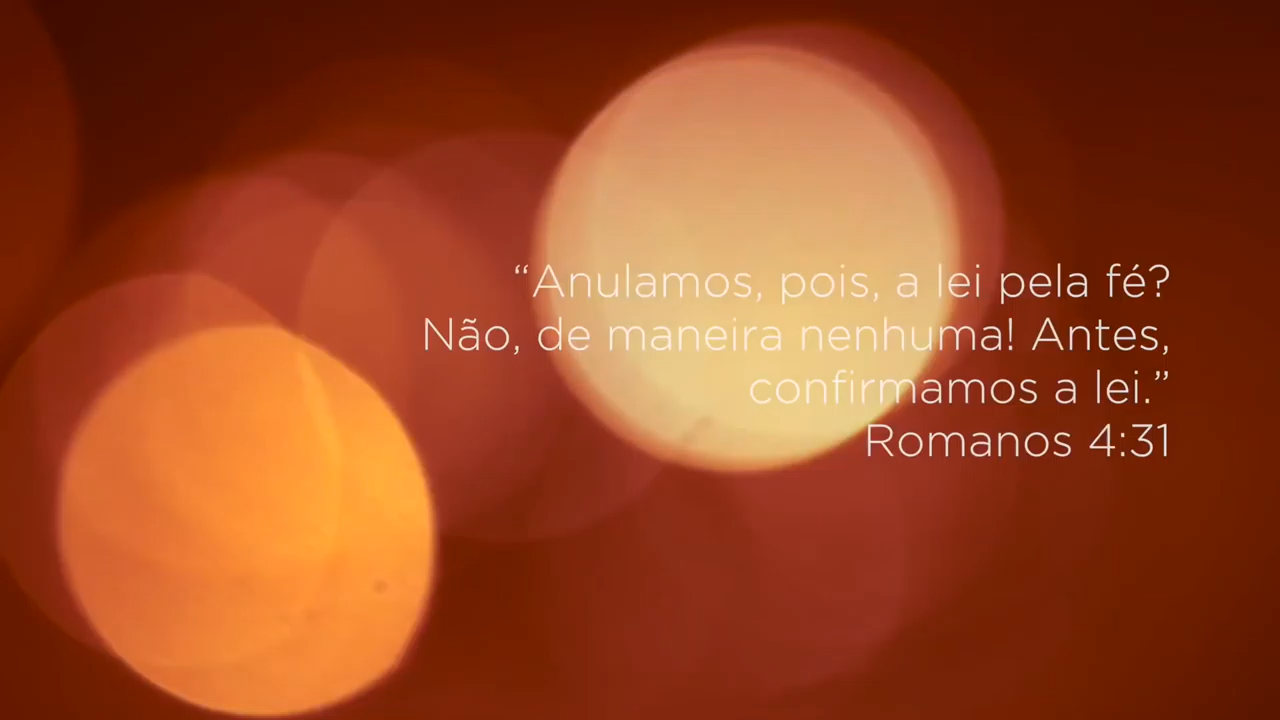 “Anulamos, pois, a lei pela fé?
Não, de maneira nenhuma! Antes,
confirmamos a lei.”
Romanos 4:31